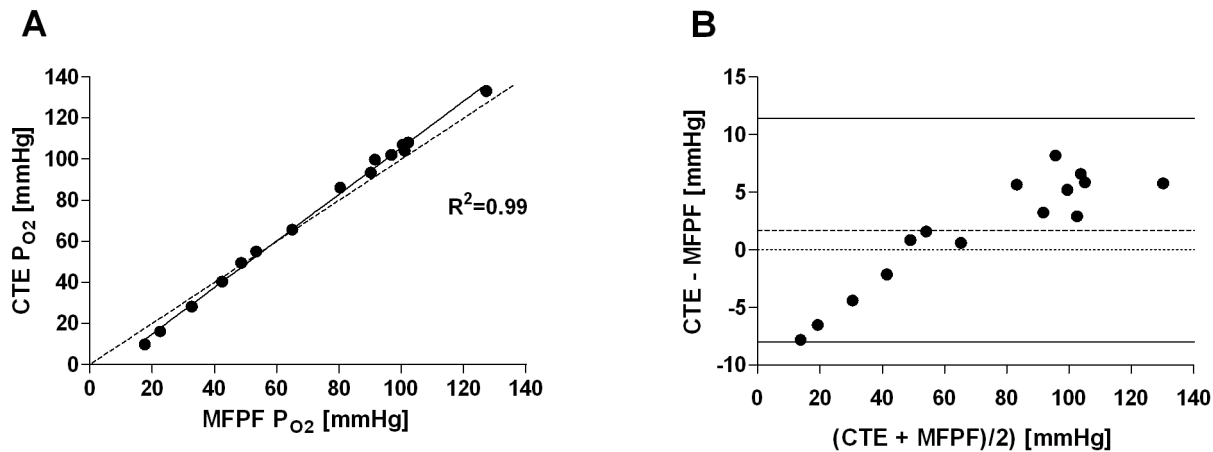 A
CTE PO2 [mmHg]
140
120
100
80
60
40
20
0
0 20 40 60 80 100 120 140
MFPF PO2 [mmHg]
R²=0.99
B
CTE - MFPF [mmHg]
15
10
5
0
-5
-10
0 20 40 60 80 100 120 140
(CTE + MFPF)/2) [mmHg]